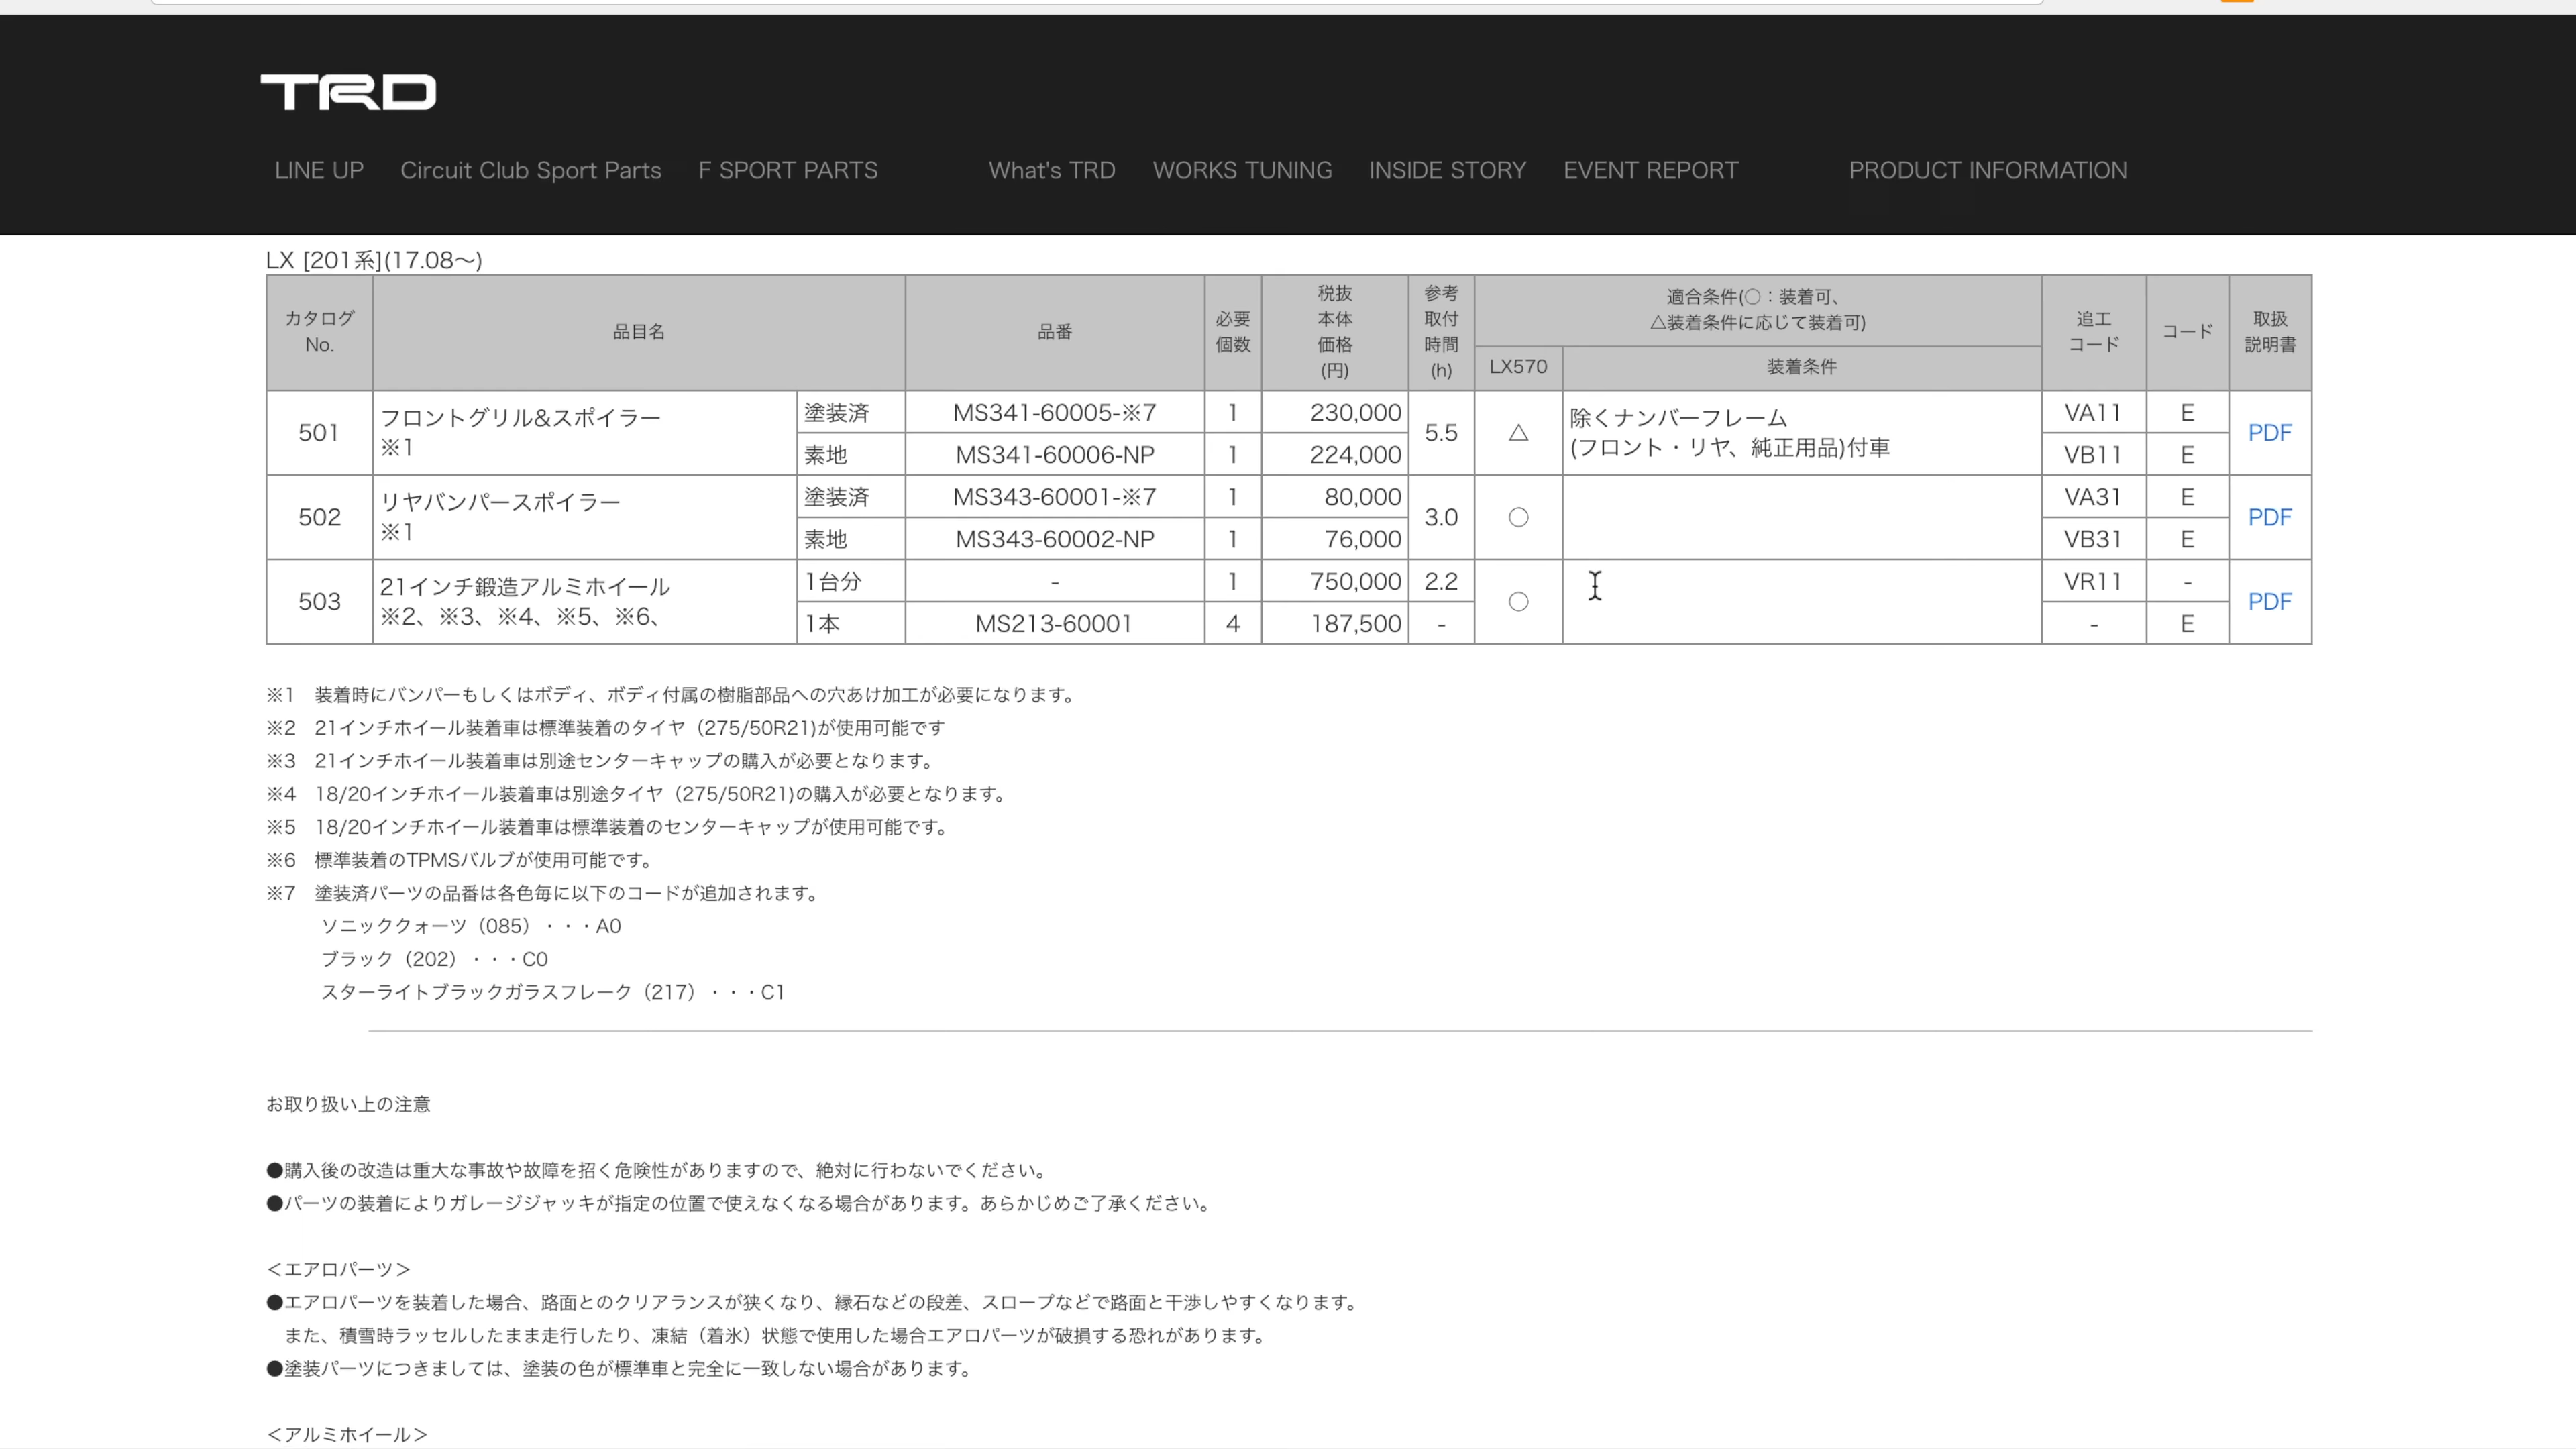 TRD
LINE UP Circuit Club Sport Parts F SPORT PARTS What's TRD WORKS TUNING INSIDE STORY EVENT REPORT PRODUCT INFORMATION
LX [201系](17.08〜)
カタログ
No.
品目名
品番
必要
個数
税抜
本体
価格
(円)
参考
取付
時間
(h)
適合条件(○：装着可、
△装着条件に応じて装着可)
LX570
装着条件
追工
コード
コード
取扱
説明書
501
フロントグリル&スポイラー
※1
塗装済 MS341-60005-※7 1 230,000
素地 MS341-60006-NP 1 224,000
5.5
△
除くナンバーフレーム
(フロント・リヤ、純正用品)付車
VA11 E
VB11 E
PDF
502
リヤバンパースポイラー
※1
塗装済 MS343-60001-※7 1 80,000
素地 MS343-60002-NP 1 76,000
3.0
○
VA31 E
VB31 E
PDF
503
21インチ鍛造アルミホイール
※2、※3、※4、※5、※6、
1台分 - 1 750,000 2.2
1本 MS213-60001 4 187,500 -
○
VR11 -
- E
PDF
※1 装着時にバンパーもしくはボディ、ボディ付属の樹脂部品への穴あけ加工が必要になります。
※2 21インチホイール装着車は標準装着のタイヤ（275/50R21)が使用可能です
※3 21インチホイール装着車は別途センターキャップの購入が必要となります。
※4 18/20インチホイール装着車は別途タイヤ（275/50R21)の購入が必要となります。
※5 18/20インチホイール装着車は標準装着のセンターキャップが使用可能です。
※6 標準装着のTPMSバルブが使用可能です。
※7 塗装済パーツの品番は各色毎に以下のコードが追加されます。
ソニッククォーツ（085）・・・A0
ブラック（202）・・・C0
スターライトブラックガラスフレーク（217）・・・C1
お取り扱い上の注意
●購入後の改造は重大な事故や故障を招く危険性がありますので、絶対に行わないでください。
●パーツの装着によりガレージジャッキが指定の位置で使えなくなる場合があります。あらかじめご了承ください。
＜エアロパーツ＞
●エアロパーツを装着した場合、路面とのクリアランスが狭くなり、縁石などの段差、スロープなどで路面と干渉しやすくなります。
また、積雪時ラッセルしたまま走行したり、凍結（着氷）状態で使用した場合エアロパーツが破損する恐れがあります。
●塗装パーツにつきましては、塗装の色が標準車と完全に一致しない場合があります。
＜アルミホイール＞